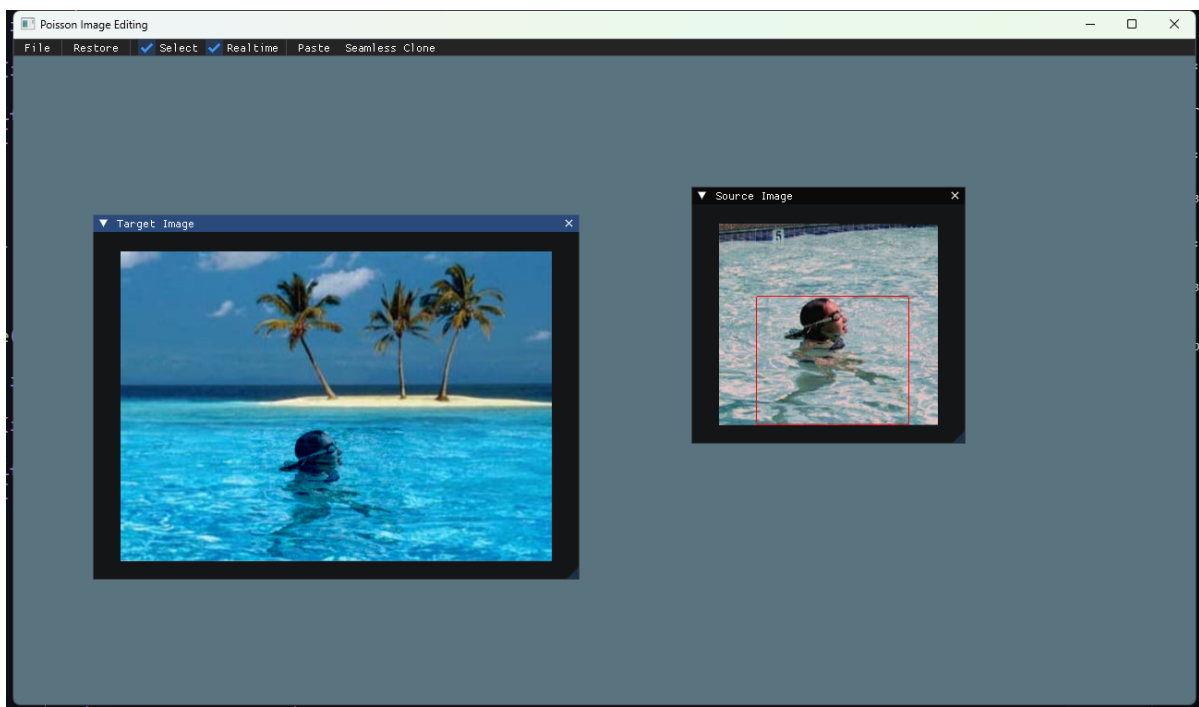 Poisson Image Editing
File Restore Select Realtime Paste Seamless Clone
Target Image
Source Image
5